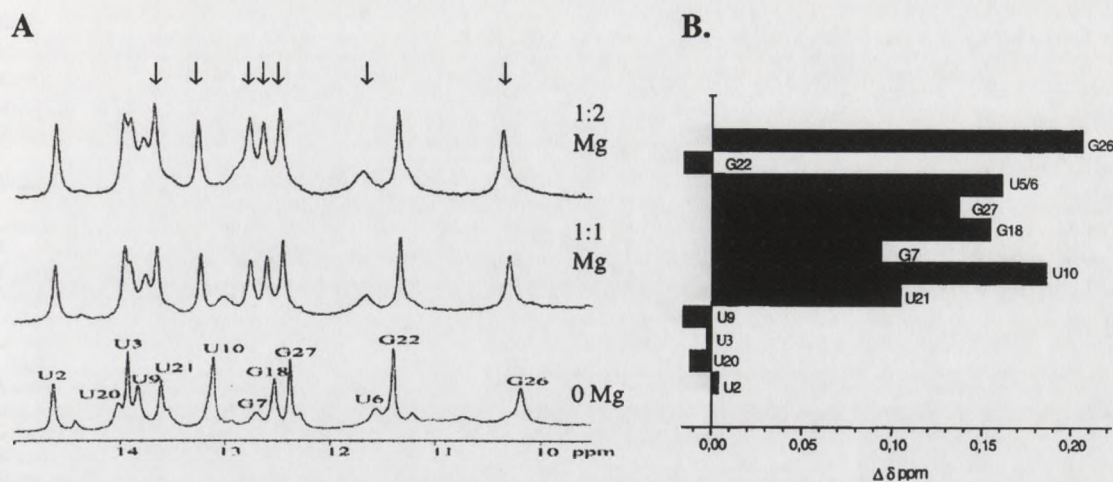 A
B.
↓ ↓ ↓ ↓ ↓ ↓ ↓
1:2
Mg
1:1
Mg
0 Mg
U2
U20
U3
U9
U21
U10
G7
G18
G27
U6
G22
G26
14 13 12 11 10 ppm
G26
G22
U5/6
G27
G18
G7
U10
U21
U9
U3
U20
U2
0,00 0,05 0,10 0,15 0,20
Δδppm